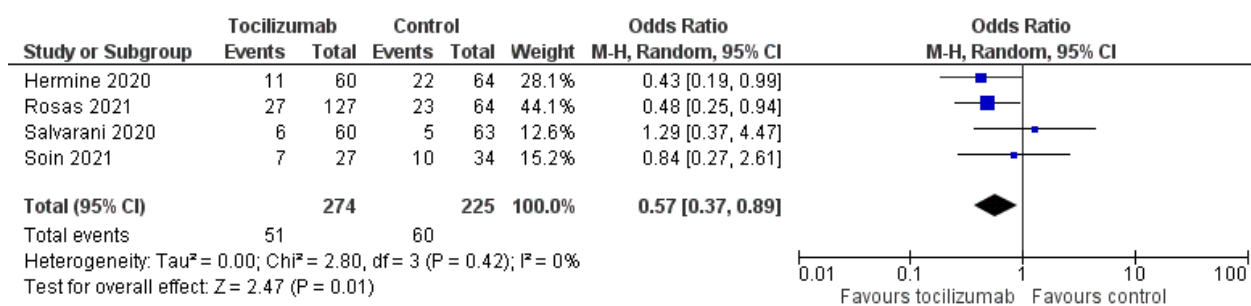 Tocilizumab Control Odds Ratio Odds Ratio
Study or Subgroup Events Total Events Total Weight M-H, Random, 95% CI M-H, Random, 95% CI
Hermine 2020 11 60 22 64 28.1% 0.43 [0.19, 0.99]
Rosas 2021 27 127 23 64 44.1% 0.48 [0.25, 0.94]
Salvarani 2020 6 60 5 63 12.6% 1.29 [0.37, 4.47]
Soin 2021 7 27 10 34 15.2% 0.84 [0.27, 2.61]
Total (95% CI) 274 225 100.0% 0.57 [0.37, 0.89]
Total events 51 60
Heterogeneity: Tau² = 0.00; Chi² = 2.80, df = 3 (P = 0.42); I² = 0%
Test for overall effect: Z = 2.47 (P = 0.01)
0.01 0.1 1 10 100
Favours tocilizumab Favours control